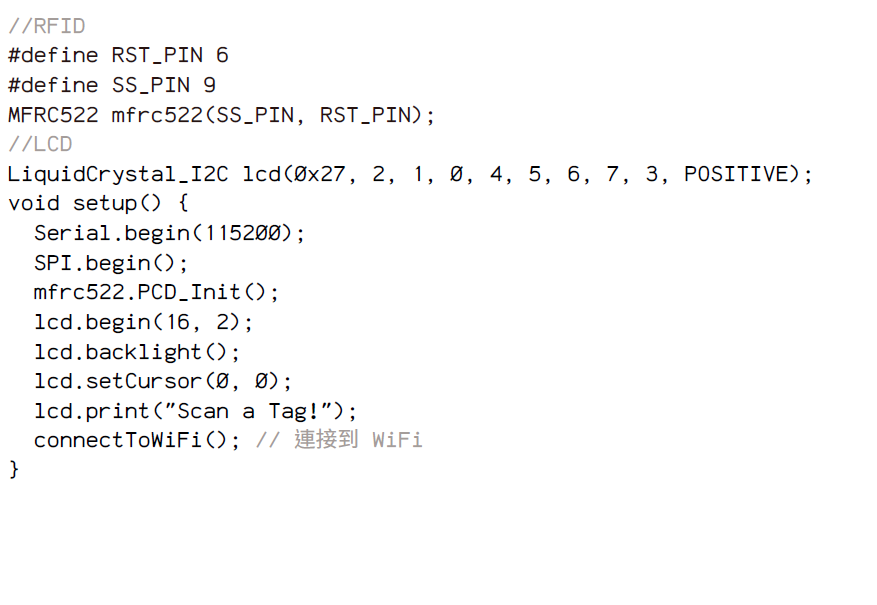 //RFID
#define RST_PIN 6
#define SS_PIN 9
MFRC522 mfrc522(SS_PIN, RST_PIN);
//LCD
LiquidCrystal_I2C lcd(0x27, 2, 1, 0, 4, 5, 6, 7, 3, POSITIVE);
void setup() {
  Serial.begin(115200);
  SPI.begin();
  mfrc522.PCD_Init();
  lcd.begin(16, 2);
  lcd.backlight();
  lcd.setCursor(0, 0);
  lcd.print("Scan a Tag!");
  connectToWiFi(); // 連接到 WiFi
}